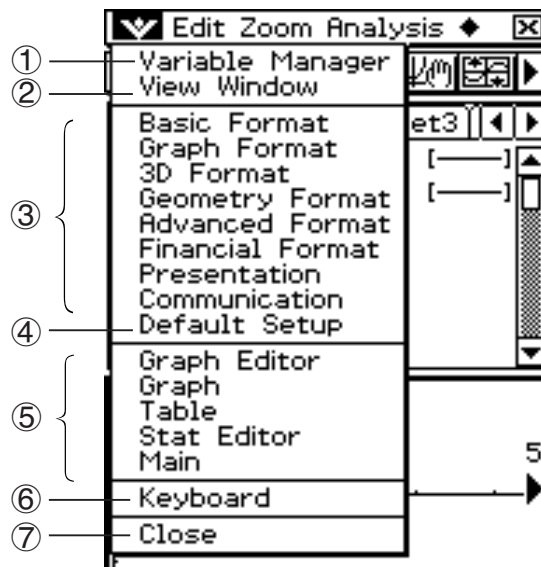 Edit Zoom Analysis ◆
① Variable Manager
② View Window
③ Basic Format
Graph Format
et3
3D Format
Geometry Format
Advanced Format
Financial Format
Presentation
Communication
④ Default Setup
⑤ Graph Editor
Graph
Table
Stat Editor
Main
5
⑥ Keyboard
⑦ Close